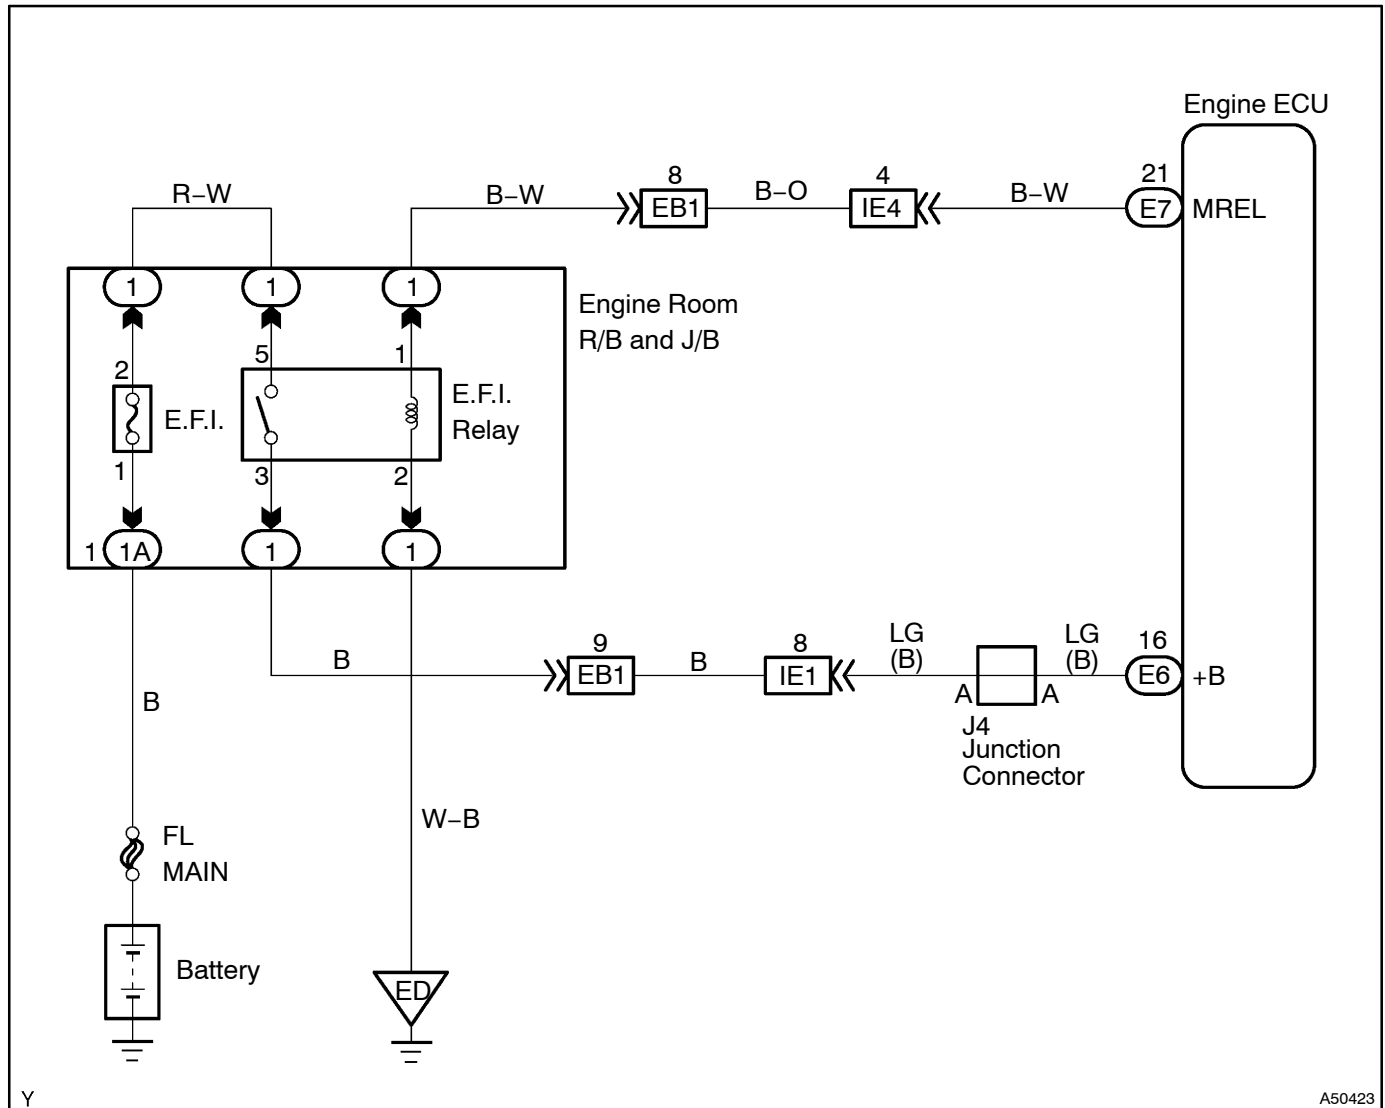 Engine ECU
R−W
B−W
8
EB1
B−O
4
IE4
B−W
21
E7
MREL
1
1
1
Engine Room
R/B and J/B
2
5
1
E.F.I.
E.F.I.
Relay
1
3
2
1
1A
1
1
B
9
EB1
B
8
IE1
LG
(B)
A
A
J4
Junction
Connector
LG
(B)
16
E6
+B
B
FL
MAIN
W−B
Battery
ED
Y
A50423